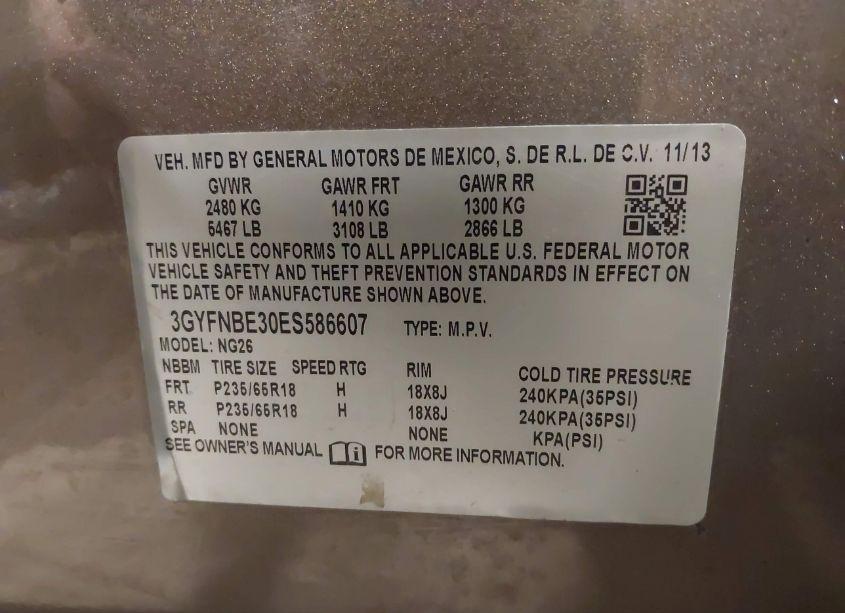 VEH. MFD BY GENERAL MOTORS DE MEXICO, S. DE R.L. DE C.V. 11/13
GVWR GAWR FRT GAWR RR
2480 KG 1410 KG 1300 KG
5467 LB 3108 LB 2866 LB
THIS VEHICLE CONFORMS TO ALL APPLICABLE U.S. FEDERAL MOTOR
VEHICLE SAFETY AND THEFT PREVENTION STANDARDS IN EFFECT ON
THE DATE OF MANUFACTURE SHOWN ABOVE.
3GYFNBE30ES586607 TYPE: M.P.V.
MODEL: NG26
NBBM TIRE SIZE SPEED RTG RIM COLD TIRE PRESSURE
FRT P235/65R18 H 18X8J 240KPA(35PSI)
RR P235/65R18 H 18X8J 240KPA(35PSI)
SPA NONE NONE KPA(PSI)
SEE OWNER'S MANUAL FOR MORE INFORMATION.